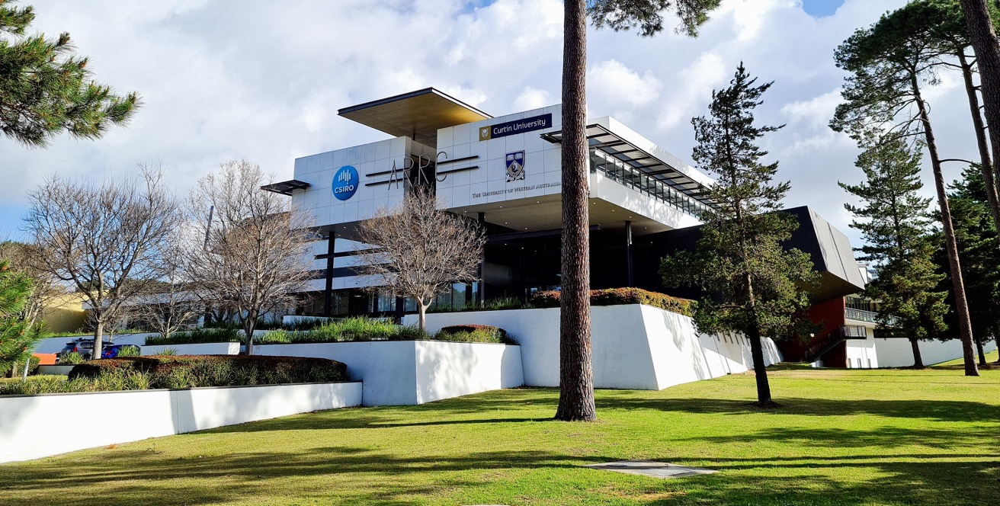 CSIRO
ARRC
Curtin University
The University of Western Australia